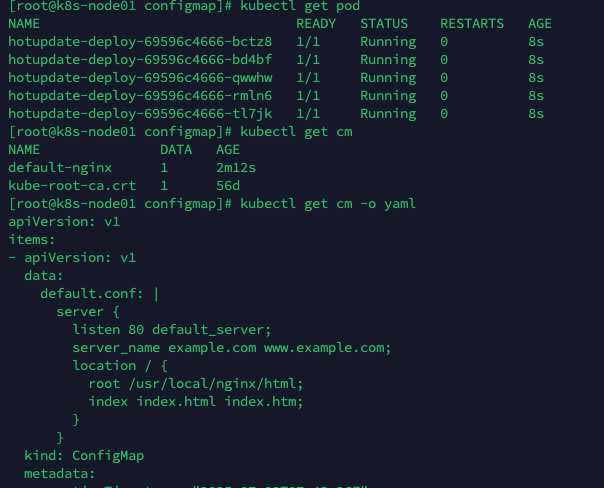 [root@k8s-node01 configmap]# kubectl get pod
NAME                                READY   STATUS    RESTARTS   AGE
hotupdate-deploy-69596c4666-bctz8   1/1     Running   0          8s
hotupdate-deploy-69596c4666-bd4bf   1/1     Running   0          8s
hotupdate-deploy-69596c4666-qwwhw   1/1     Running   0          8s
hotupdate-deploy-69596c4666-rmln6   1/1     Running   0          8s
hotupdate-deploy-69596c4666-tl7jk   1/1     Running   0          8s
[root@k8s-node01 configmap]# kubectl get cm
NAME               DATA   AGE
default-nginx      1      2m12s
kube-root-ca.crt   1      56d
[root@k8s-node01 configmap]# kubectl get cm -o yaml
apiVersion: v1
items:
- apiVersion: v1
  data:
    default.conf: |
      server {
        listen 80 default_server;
        server_name example.com www.example.com;
        location / {
          root /usr/local/nginx/html;
          index index.html index.htm;
        }
      }
  kind: ConfigMap
  metadata: